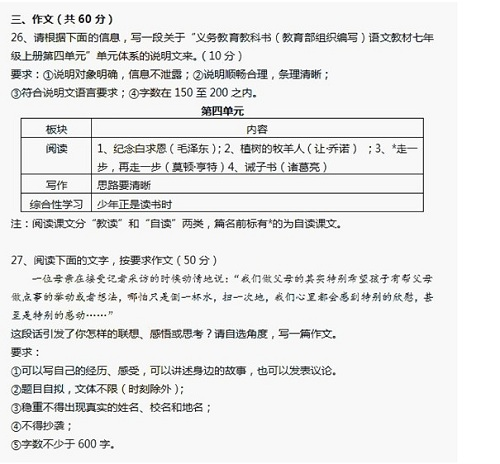 三、作文（共 60 分）
26、请根据下面的信息，写一段关于“义务教育教科书（教育部组织编写）语文教材七年
级上册第四单元”单元体系的说明文来。（10 分）
要求：①说明对象明确，信息不泄露；②说明顺畅合理，条理清晰；
③符合说明文语言要求；④字数在 150 至 200 之内。
第四单元
板块 内容
阅读 1、纪念白求恩（毛泽东）；2、植树的牧羊人（让·乔诺） ；3、*走一
步，再走一步（莫顿·亨特）4、诫子书（诸葛亮）
写作 思路要清晰
综合性学习 少年正是读书时
注：阅读课文分“教读”和“自读”两类，篇名前标有*的为自读课文。
27、阅读下面的文字，按要求作文（50 分）
一位母亲在接受记者采访的时候动情地说：“我们做父母的其实特别希望孩子有帮父母
做点事的举动或者想法，哪怕只是倒一杯水，扫一次地，我们心里都会感到特别的欣慰，甚
至是特别的感动……”
这段话引发了你怎样的联想、感悟或思考？请自选角度，写一篇作文。
要求：
①可以写自己的经历、感受，可以讲述身边的故事，也可以发表议论。
②题目自拟，文体不限（时刻除外）；
③稳重不得出现真实的姓名、校名和地名；
④不得抄袭；
⑤字数不少于 600 字。